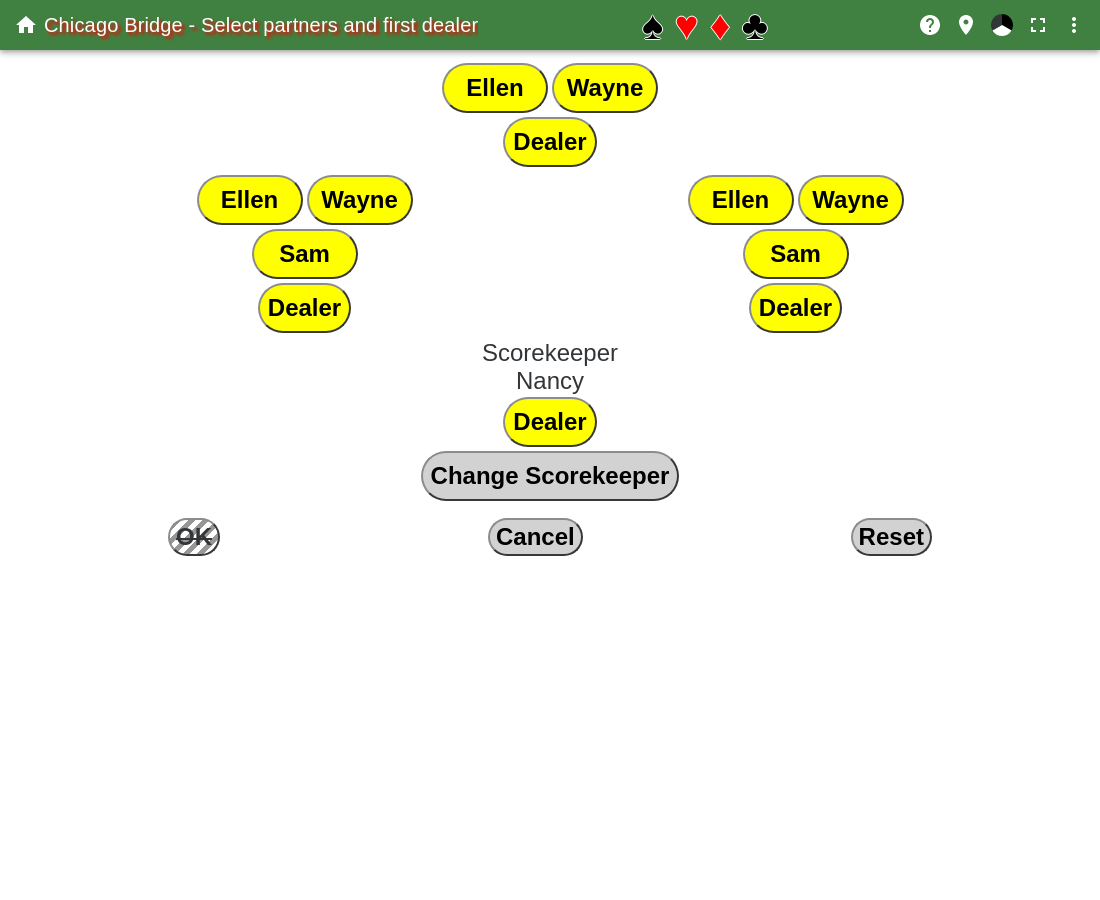 Chicago Bridge - Select partners and first dealer
Ellen Wayne
Dealer
Ellen Wayne
Sam
Dealer
Ellen Wayne
Sam
Dealer
Scorekeeper
Nancy
Dealer
Change Scorekeeper
OK Cancel Reset